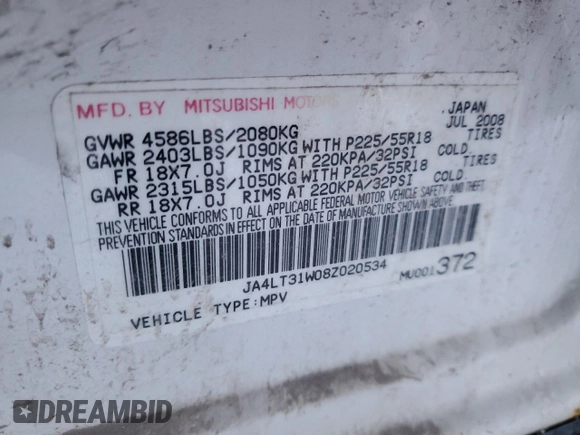 MFD. BY MITSUBISHI MOTORS JAPAN
JUL 2008
GVWR 4586LBS/2080KG
GAWR 2403LBS/1090KG WITH P225/55R18 TIRES
FR 18X7.0J RIMS AT 220KPA/32PSI COLD.
GAWR 2315LBS/1050KG WITH P225/55R18 TIRES
RR 18X7.0J RIMS AT 220KPA/32PSI COLD.
THIS VEHICLE CONFORMS TO ALL APPLICABLE FEDERAL MOTOR VEHICLE SAFETY AND THEFT
PREVENTION STANDARDS IN EFFECT ON THE DATE OF MANUFACTURE SHOWN ABOVE.
JA4LT31W08Z020534
MU001372
VEHICLE TYPE:MPV
DREAMBID